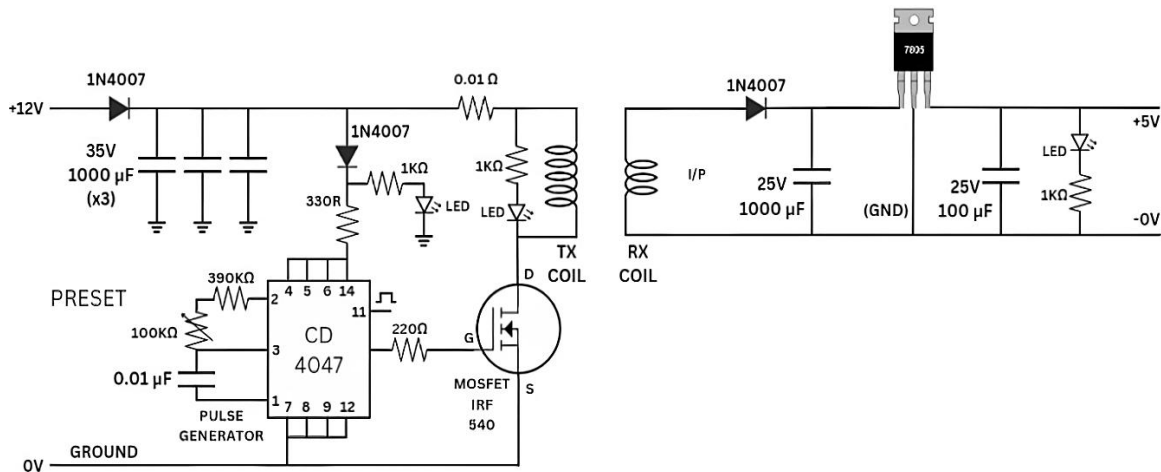 1N4007
+12V
35V
1000 µF
(x3)
1N4007
1KΩ
LED
330R
0.01 Ω
1KΩ
LED
TX
COIL
RX
COIL
I/P
1N4007
7805
25V
1000 µF
(GND)
25V
100 µF
LED
1KΩ
+5V
-0V
PRESET
390KΩ
100KΩ
0.01 µF
4 5 6 14
2
3
1
11
CD
4047
7 8 9 12
PULSE
GENERATOR
220Ω
D
G
S
MOSFET
IRF
540
0V
GROUND